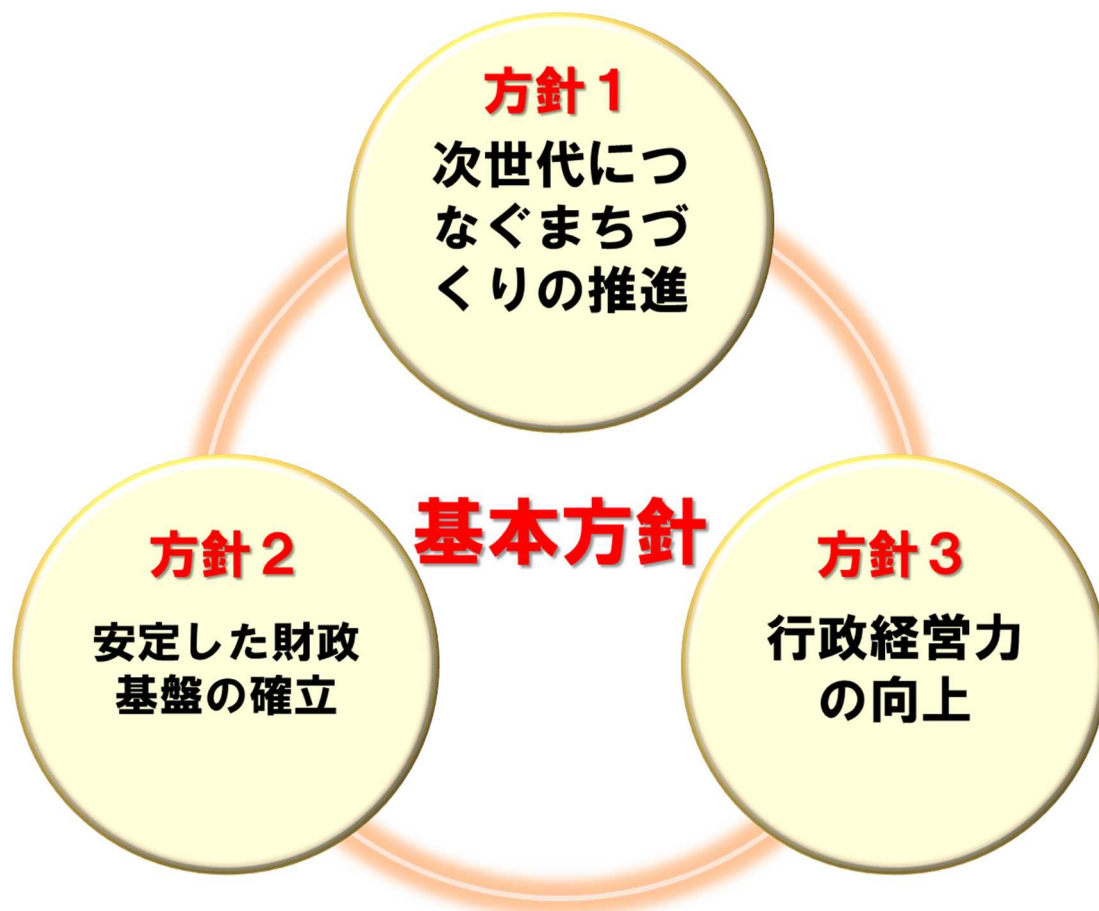 方針１
次世代につ
なぐまちづ
くりの推進
基本方針
方針２
安定した財政
基盤の確立
方針３
行政経営力
の向上